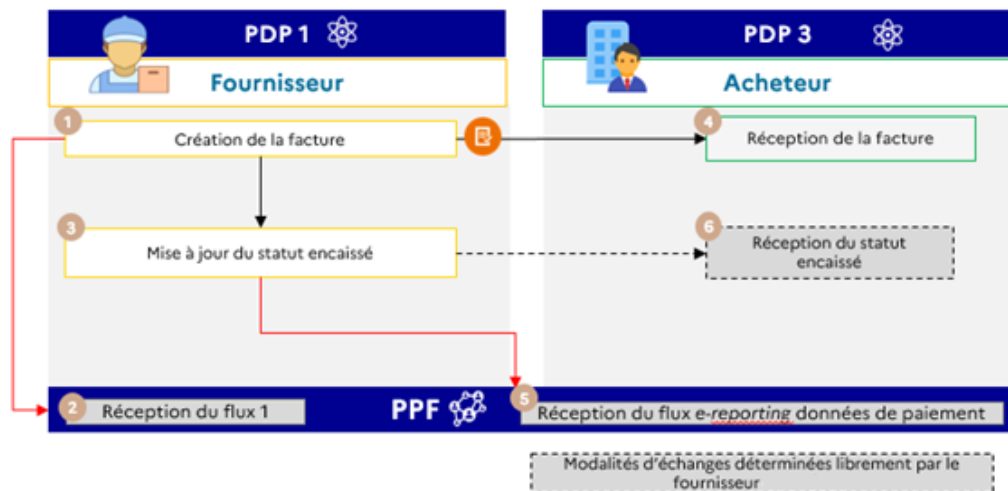 PDP 1
PDP 3
Fournisseur
Acheteur
1
Création de la facture
4
Réception de la facture
3
Mise à jour du statut encaissé
6
Réception du statut
encaissé
2
Réception du flux 1
PPF
5
Réception du flux e-reporting données de paiement
Modalités d'échanges déterminées librement par le
fournisseur